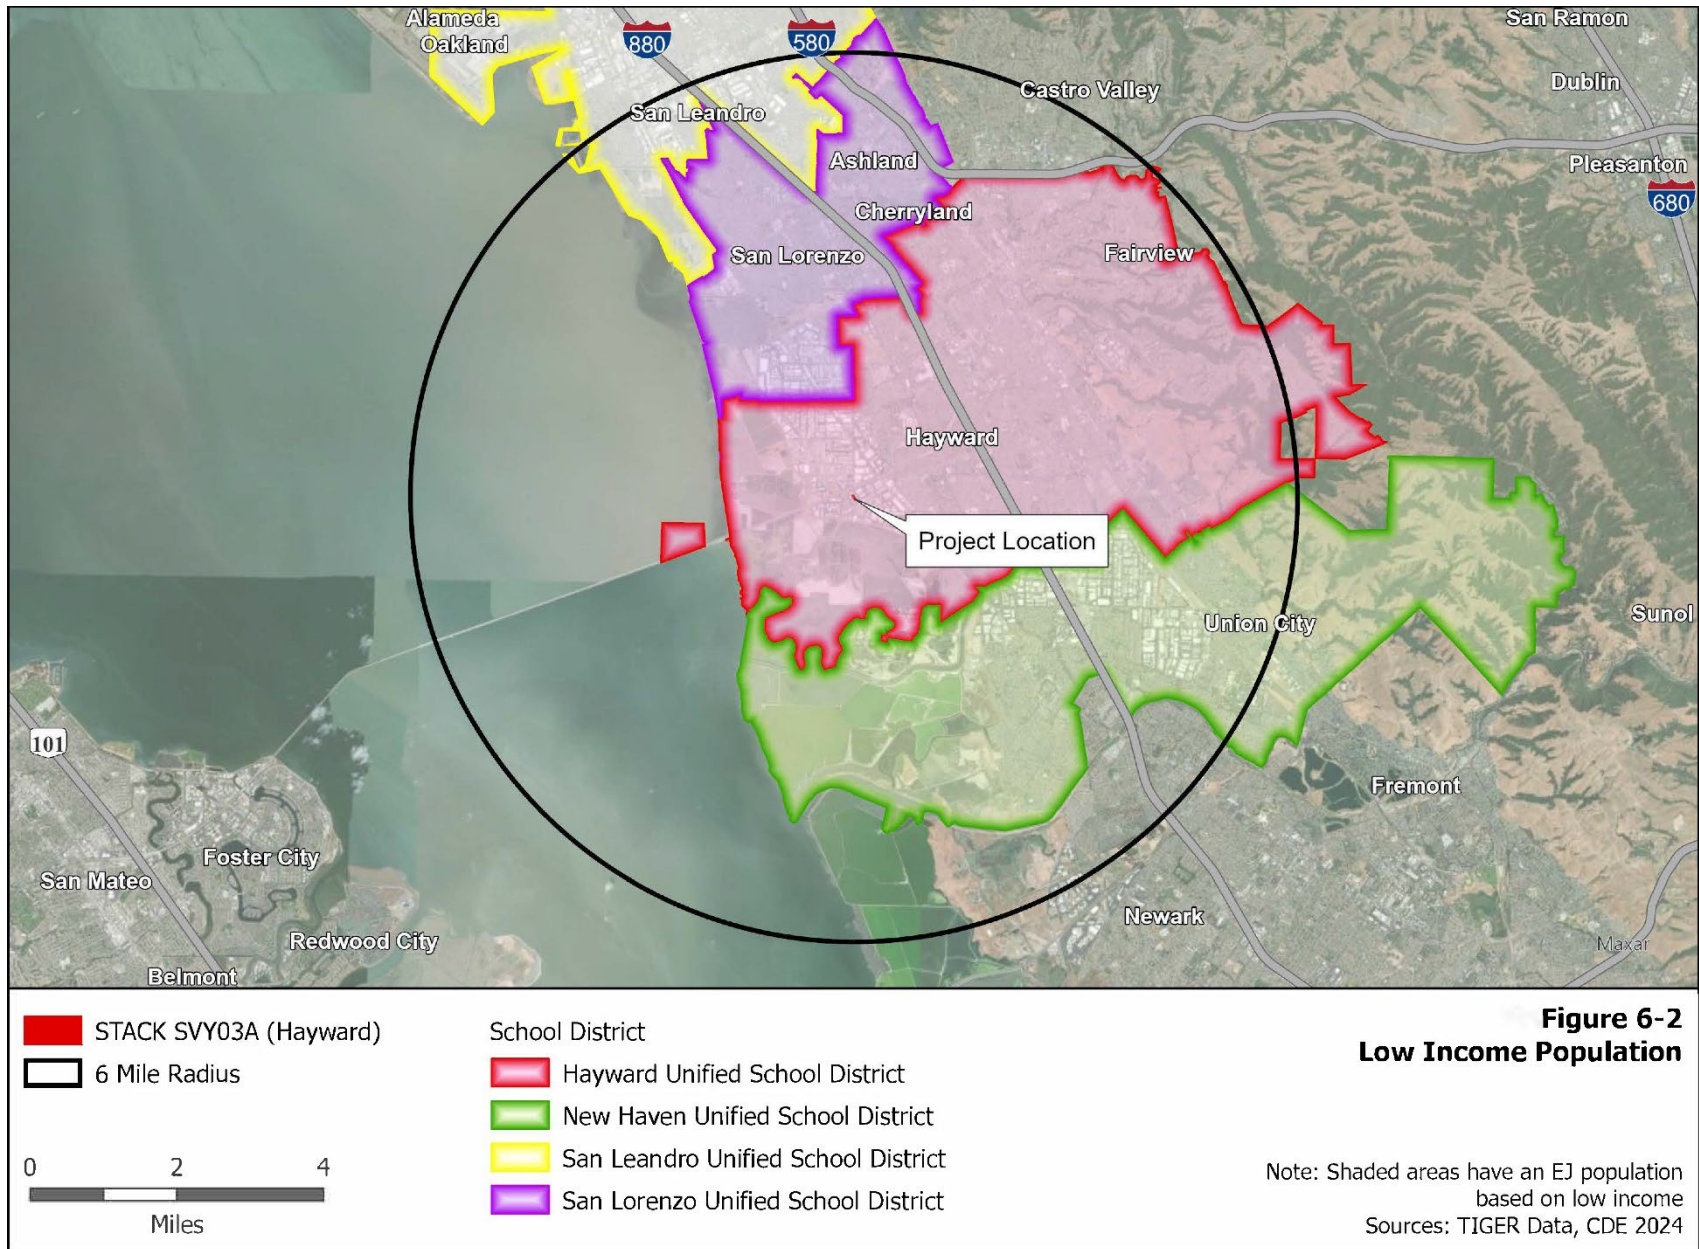 Alameda
Oakland
880
580
San Ramon
Dublin
Castro Valley
San Leandro
Ashland
Pleasanton
680
Cherryland
San Lorenzo
Fairview
Hayward
Project Location
Union City
Sunol
101
Fremont
Foster City
San Mateo
Newark
Redwood City
Maxar
Belmont
STACK SVY03A (Hayward)
6 Mile Radius
0 2 4
Miles
School District
Hayward Unified School District
New Haven Unified School District
San Leandro Unified School District
San Lorenzo Unified School District
Figure 6-2
Low Income Population
Note: Shaded areas have an EJ population
based on low income
Sources: TIGER Data, CDE 2024